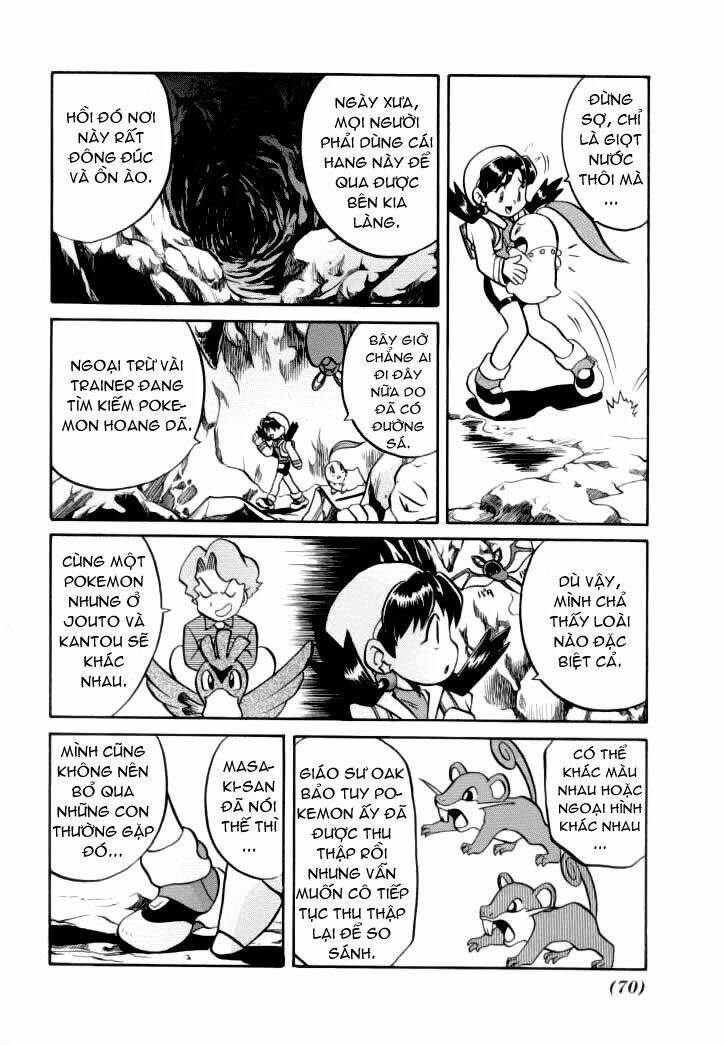 ĐỪNG
SỢ, CHỈ
LÀ GIỌT
NƯỚC
THÔI MÀ
...
NGÀY XƯA,
MỌI NGƯỜI
PHẢI DÙNG CÁI
HANG NÀY ĐỂ
QUA ĐƯỢC
BÊN KIA
LÀNG.
HỒI ĐÓ NƠI
NÀY RẤT
ĐÔNG ĐÚC
VÀ ỒN ÀO.
BÂY GIỜ
CHẲNG AI
ĐI ĐÂY
NỮA DO
ĐÃ CÓ
ĐƯỜNG
SÁ.
NGOẠI TRỪ VÀI
TRAINER ĐANG
TÌM KIẾM POKE-
MON HOANG DÃ.
DÙ VẬY,
MÌNH CHẢ
THẤY LOÀI
NÀO ĐẶC
BIỆT CẢ.
CÙNG MỘT
POKEMON
NHƯNG Ở
JOUTO VÀ
KANTOU SẼ
KHÁC
NHAU.
CÓ THỂ
KHÁC MÀU
NHAU HOẶC
NGOẠI HÌNH
KHÁC NHAU
...
GIÁO SƯ OAK
BẢO TUY PO-
KEMON ẤY ĐÃ
ĐƯỢC THU
THẬP RỒI
NHƯNG VẪN
MUỐN CÔ TIẾP
TỤC THU THẬP
LẠI ĐỂ SO
SÁNH.
MASA-
KI-SAN
ĐÃ NÓI
THẾ THÌ
...
MÌNH CŨNG
KHÔNG NÊN
BỎ QUA
NHỮNG CON
THƯỜNG GẶP
ĐÓ...
(70)